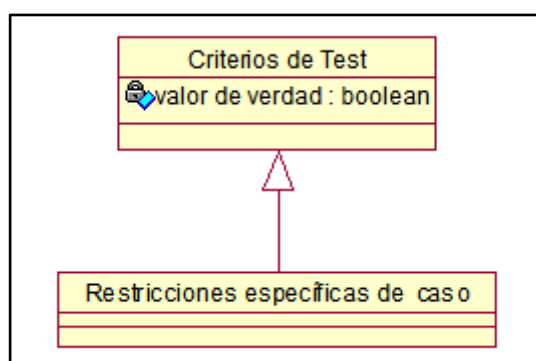 Criterios de Test
valor de verdad : boolean
Restricciones específicas de caso